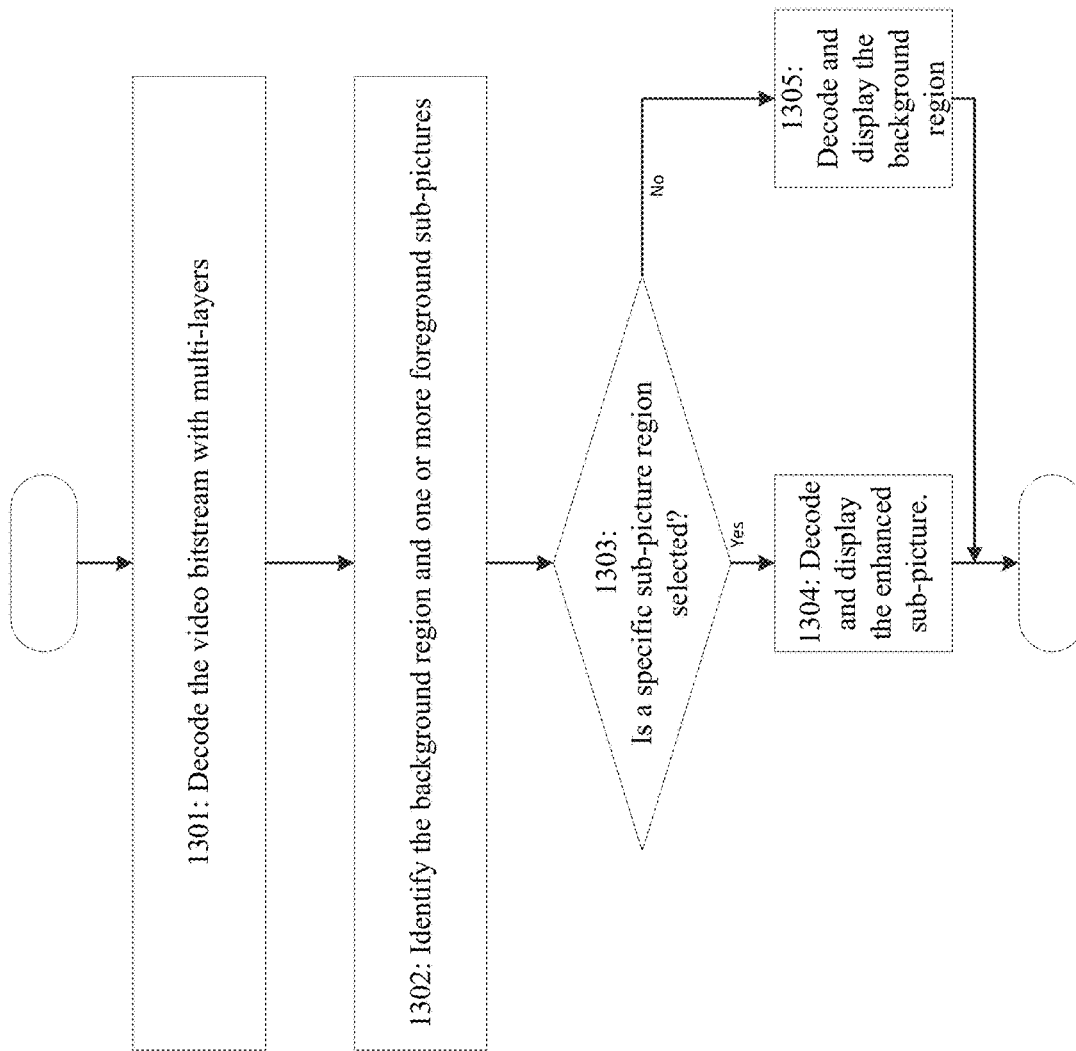 1301: Decode the video bitstream with multi-layers
1302: Identify the background region and one or more foreground sub-pictures
1303:
Is a specific sub-picture region
selected?
No
Yes
1304: Decode
and display
the enhanced
sub-picture.
1305:
Decode and
display the
background
region